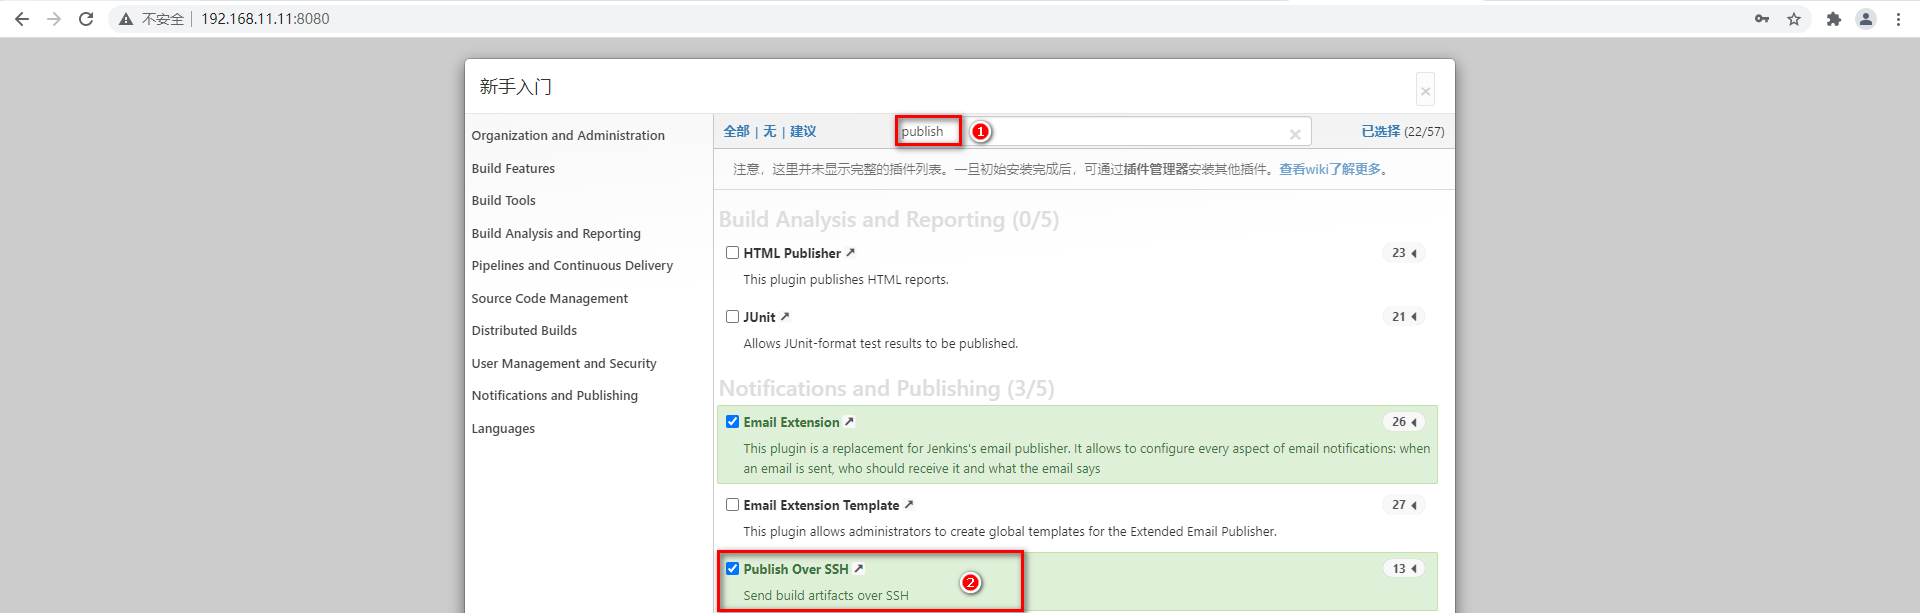 不安全 | 192.168.11.11:8080
新手入门
Organization and Administration
Build Features
Build Tools
Build Analysis and Reporting
Pipelines and Continuous Delivery
Source Code Management
Distributed Builds
User Management and Security
Notifications and Publishing
Languages
全部 | 无 | 建议
publish
1
已选择 (22/57)
注意，这里并未显示完整的插件列表。一旦初始安装完成后，可通过插件管理器安装其他插件。查看wiki了解更多。
Build Analysis and Reporting (0/5)
HTML Publisher
23
This plugin publishes HTML reports.
JUnit
21
Allows JUnit-format test results to be published.
Notifications and Publishing (3/5)
Email Extension
26
This plugin is a replacement for Jenkins's email publisher. It allows to configure every aspect of email notifications: when
an email is sent, who should receive it and what the email says
Email Extension Template
27
This plugin allows administrators to create global templates for the Extended Email Publisher.
Publish Over SSH
2
13
Send build artifacts over SSH